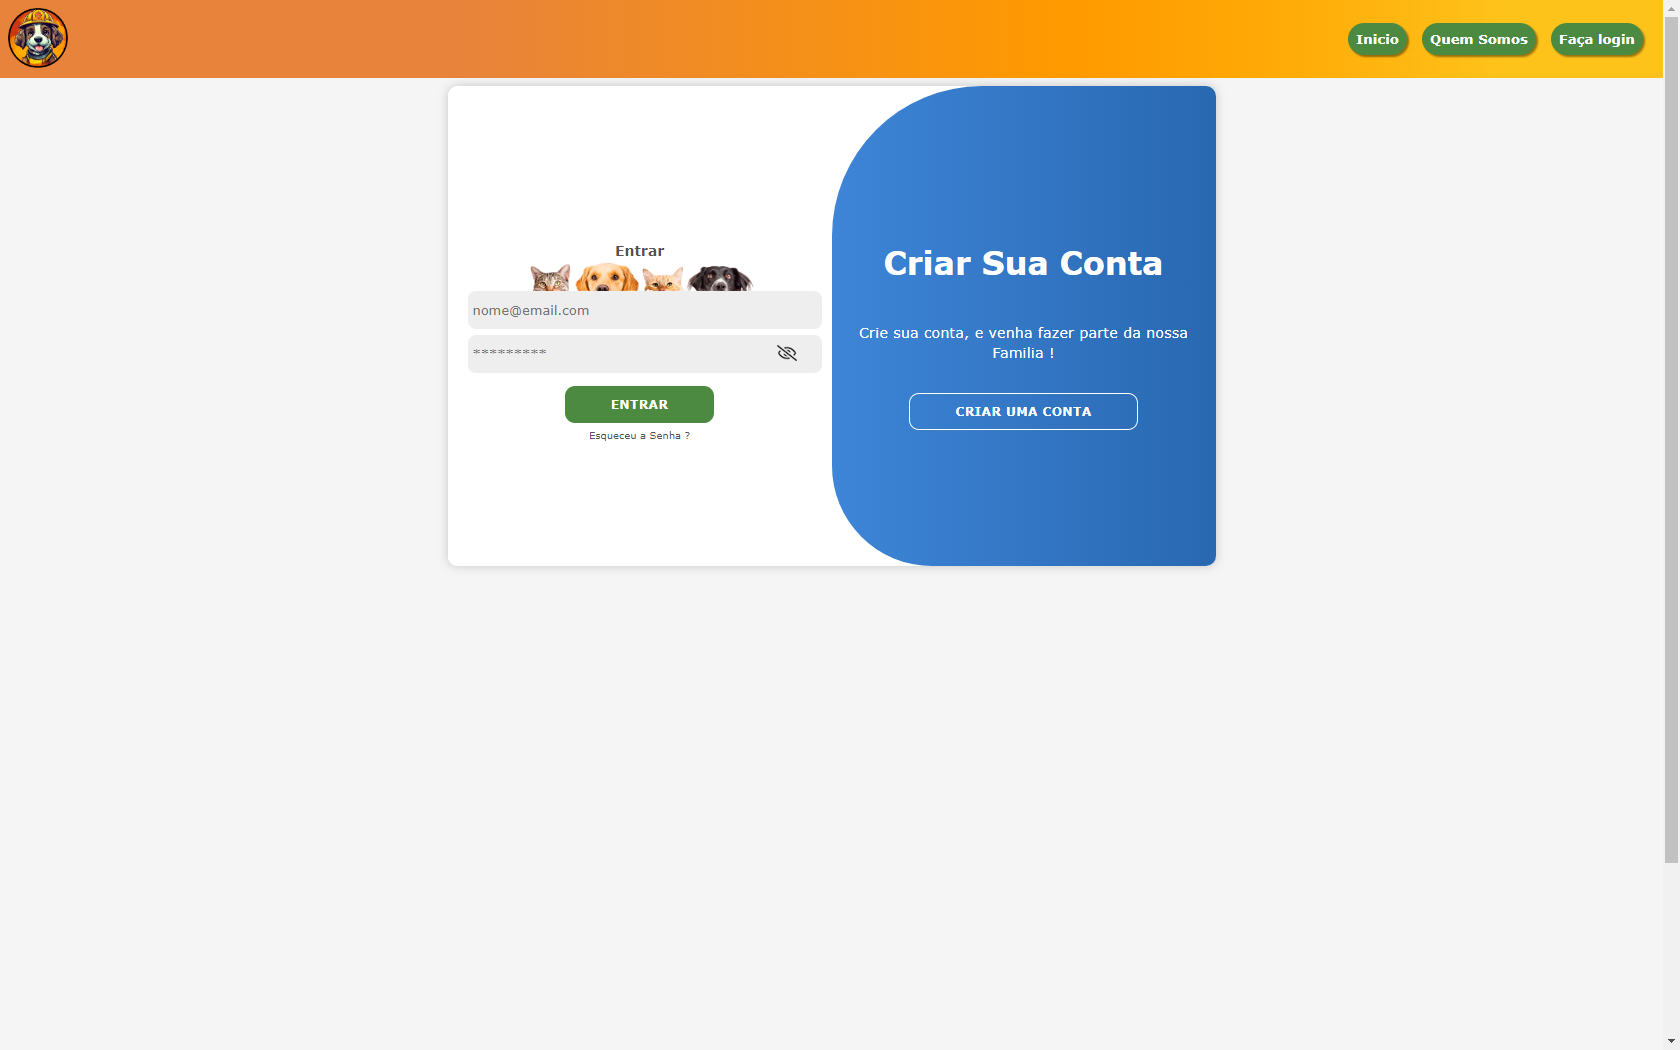 Inicio
Quem Somos
Faça login
Entrar
nome@email.com
*********
ENTRAR
Esqueceu a Senha ?
Criar Sua Conta
Crie sua conta, e venha fazer parte da nossa
Familia !
CRIAR UMA CONTA